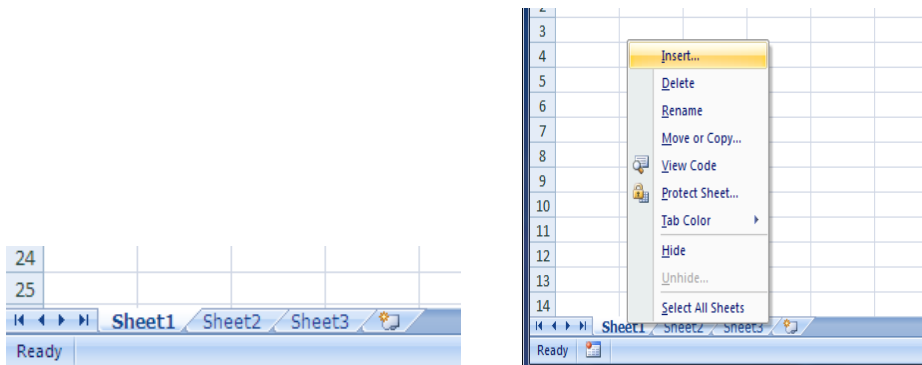 24
25
Sheet1 Sheet2 Sheet3
Ready
3
4 Insert...
5 Delete
6 Rename
7 Move or Copy...
8 View Code
9 Protect Sheet...
10
11 Tab Color
12 Hide
13 Unhide...
14 Select All Sheets
Sheet1 Sheet2 Sheet3
Ready